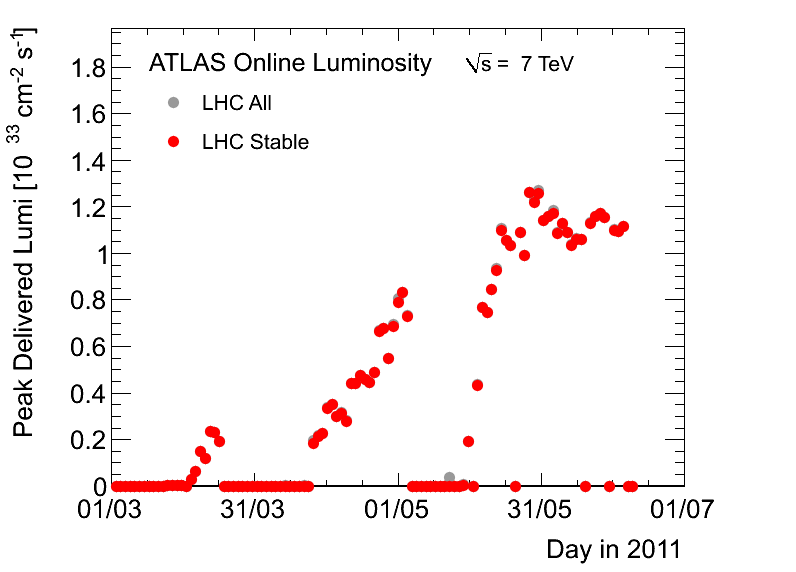 Peak Delivered Lumi [10³³ cm⁻² s⁻¹]
ATLAS Online Luminosity √s = 7 TeV
LHC All
LHC Stable
1.8
1.6
1.4
1.2
1
0.8
0.6
0.4
0.2
0
01/03 31/03 01/05 31/05 01/07
Day in 2011